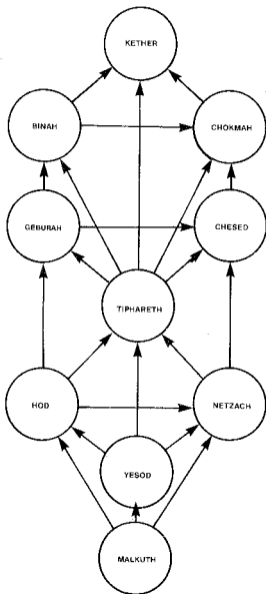 KETHER
BINAH
CHOKMAH
GEBURAH
CHESED
TIPHARETH
HOD
NETZACH
YESOD
MALKUTH